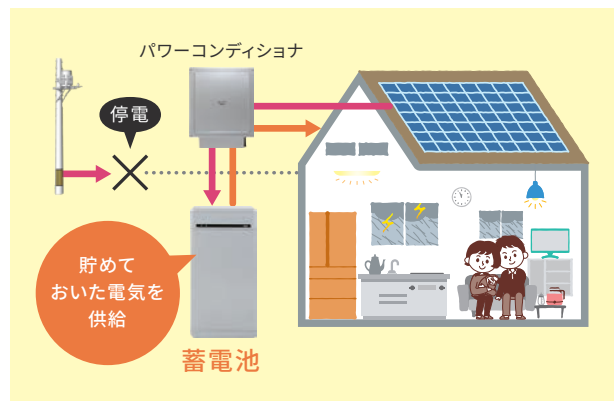 パワーコンディショナ
停電
貯めて
おいた電気を
供給
蓄電池